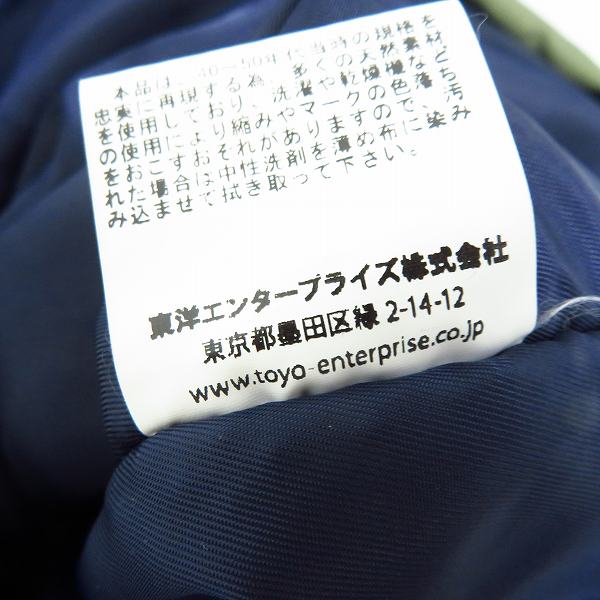 本品は、40～50年代当時の規格を
忠実に再現する為、多くの天然素材
を使用しており、洗濯や乾燥機など
の使用により縮みやマークの色落ち
をおこすおそれがありますので、汚
れた場合は中性洗剤を薄め布に染み
み込ませて拭き取って下さい。
東洋エンタープライズ株式会社
東京都墨田区緑 2-14-12
www.toyo-enterprise.co.jp